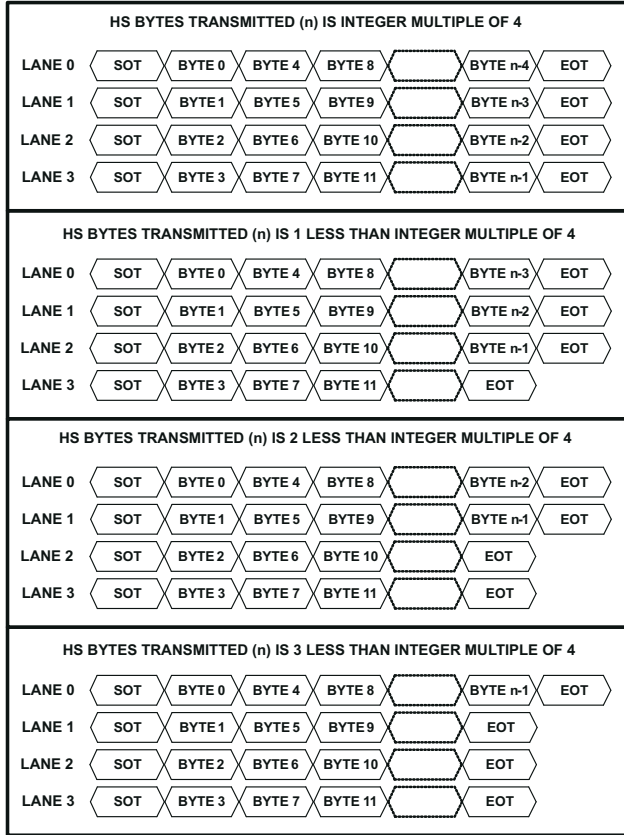 HS BYTES TRANSMITTED (n) IS INTEGER MULTIPLE OF 4
LANE 0 SOT BYTE 0 BYTE 4 BYTE 8 BYTE n-4 EOT
LANE 1 SOT BYTE 1 BYTE 5 BYTE 9 BYTE n-3 EOT
LANE 2 SOT BYTE 2 BYTE 6 BYTE 10 BYTE n-2 EOT
LANE 3 SOT BYTE 3 BYTE 7 BYTE 11 BYTE n-1 EOT
HS BYTES TRANSMITTED (n) IS 1 LESS THAN INTEGER MULTIPLE OF 4
LANE 0 SOT BYTE 0 BYTE 4 BYTE 8 BYTE n-3 EOT
LANE 1 SOT BYTE 1 BYTE 5 BYTE 9 BYTE n-2 EOT
LANE 2 SOT BYTE 2 BYTE 6 BYTE 10 BYTE n-1 EOT
LANE 3 SOT BYTE 3 BYTE 7 BYTE 11 EOT
HS BYTES TRANSMITTED (n) IS 2 LESS THAN INTEGER MULTIPLE OF 4
LANE 0 SOT BYTE 0 BYTE 4 BYTE 8 BYTE n-2 EOT
LANE 1 SOT BYTE 1 BYTE 5 BYTE 9 BYTE n-1 EOT
LANE 2 SOT BYTE 2 BYTE 6 BYTE 10 EOT
LANE 3 SOT BYTE 3 BYTE 7 BYTE 11 EOT
HS BYTES TRANSMITTED (n) IS 3 LESS THAN INTEGER MULTIPLE OF 4
LANE 0 SOT BYTE 0 BYTE 4 BYTE 8 BYTE n-1 EOT
LANE 1 SOT BYTE 1 BYTE 5 BYTE 9 EOT
LANE 2 SOT BYTE 2 BYTE 6 BYTE 10 EOT
LANE 3 SOT BYTE 3 BYTE 7 BYTE 11 EOT